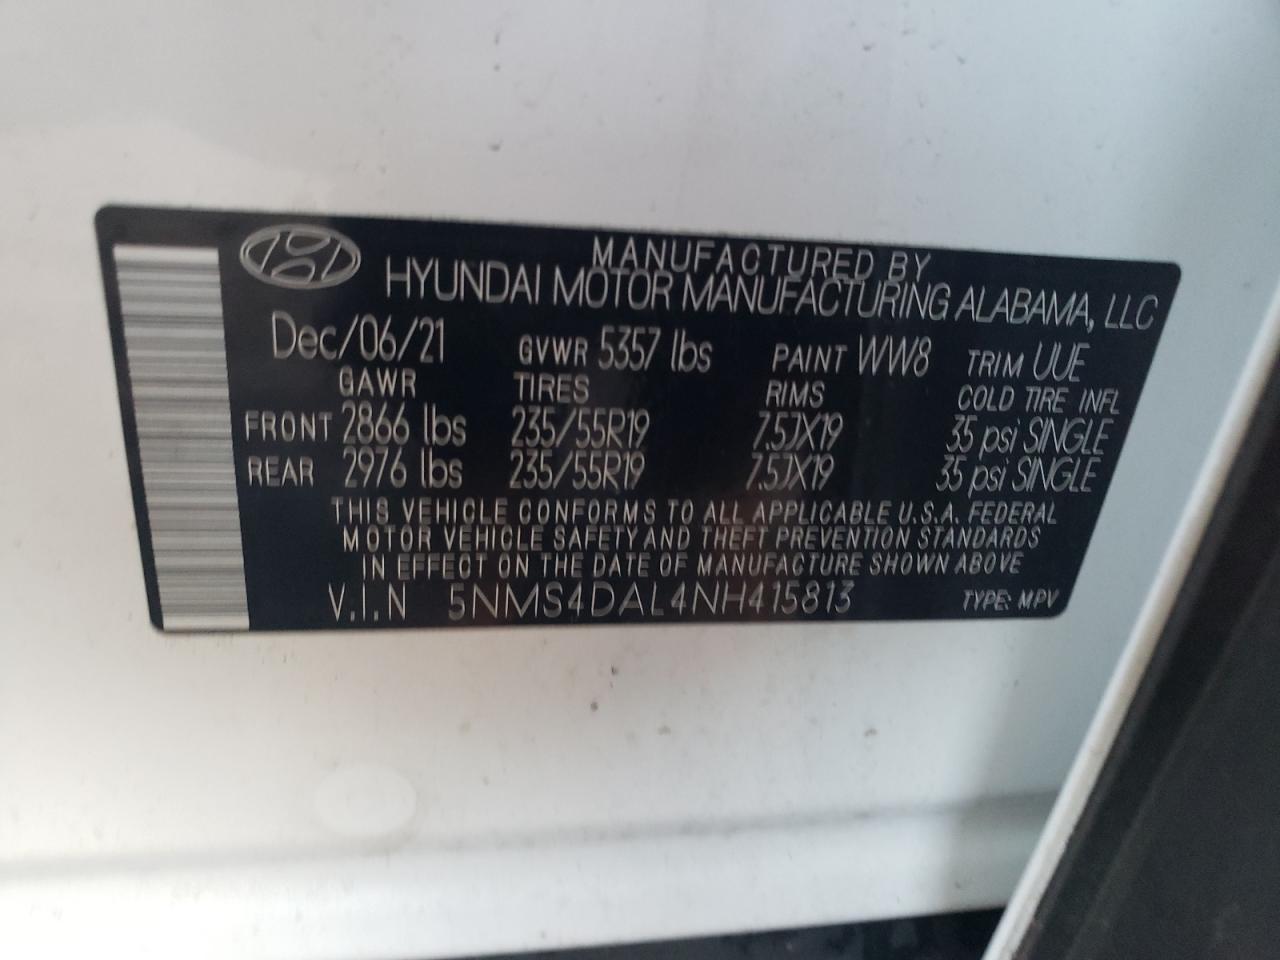 MANUFACTURED BY
HYUNDAI MOTOR MANUFACTURING ALABAMA, LLC
Dec/06/21 GVWR 5357 lbs PAINT WW8 TRIM UUE
GAWR TIRES RIMS COLD TIRE INFL
FRONT 2866 lbs 235/55R19 7.5JX19 35 psi SINGLE
REAR 2976 lbs 235/55R19 7.5JX19 35 psi SINGLE
THIS VEHICLE CONFORMS TO ALL APPLICABLE U.S.A. FEDERAL
MOTOR VEHICLE SAFETY AND THEFT PREVENTION STANDARDS
IN EFFECT ON THE DATE OF MANUFACTURE SHOWN ABOVE
V.I.N 5NMS4DAL4NH415813 TYPE: MPV